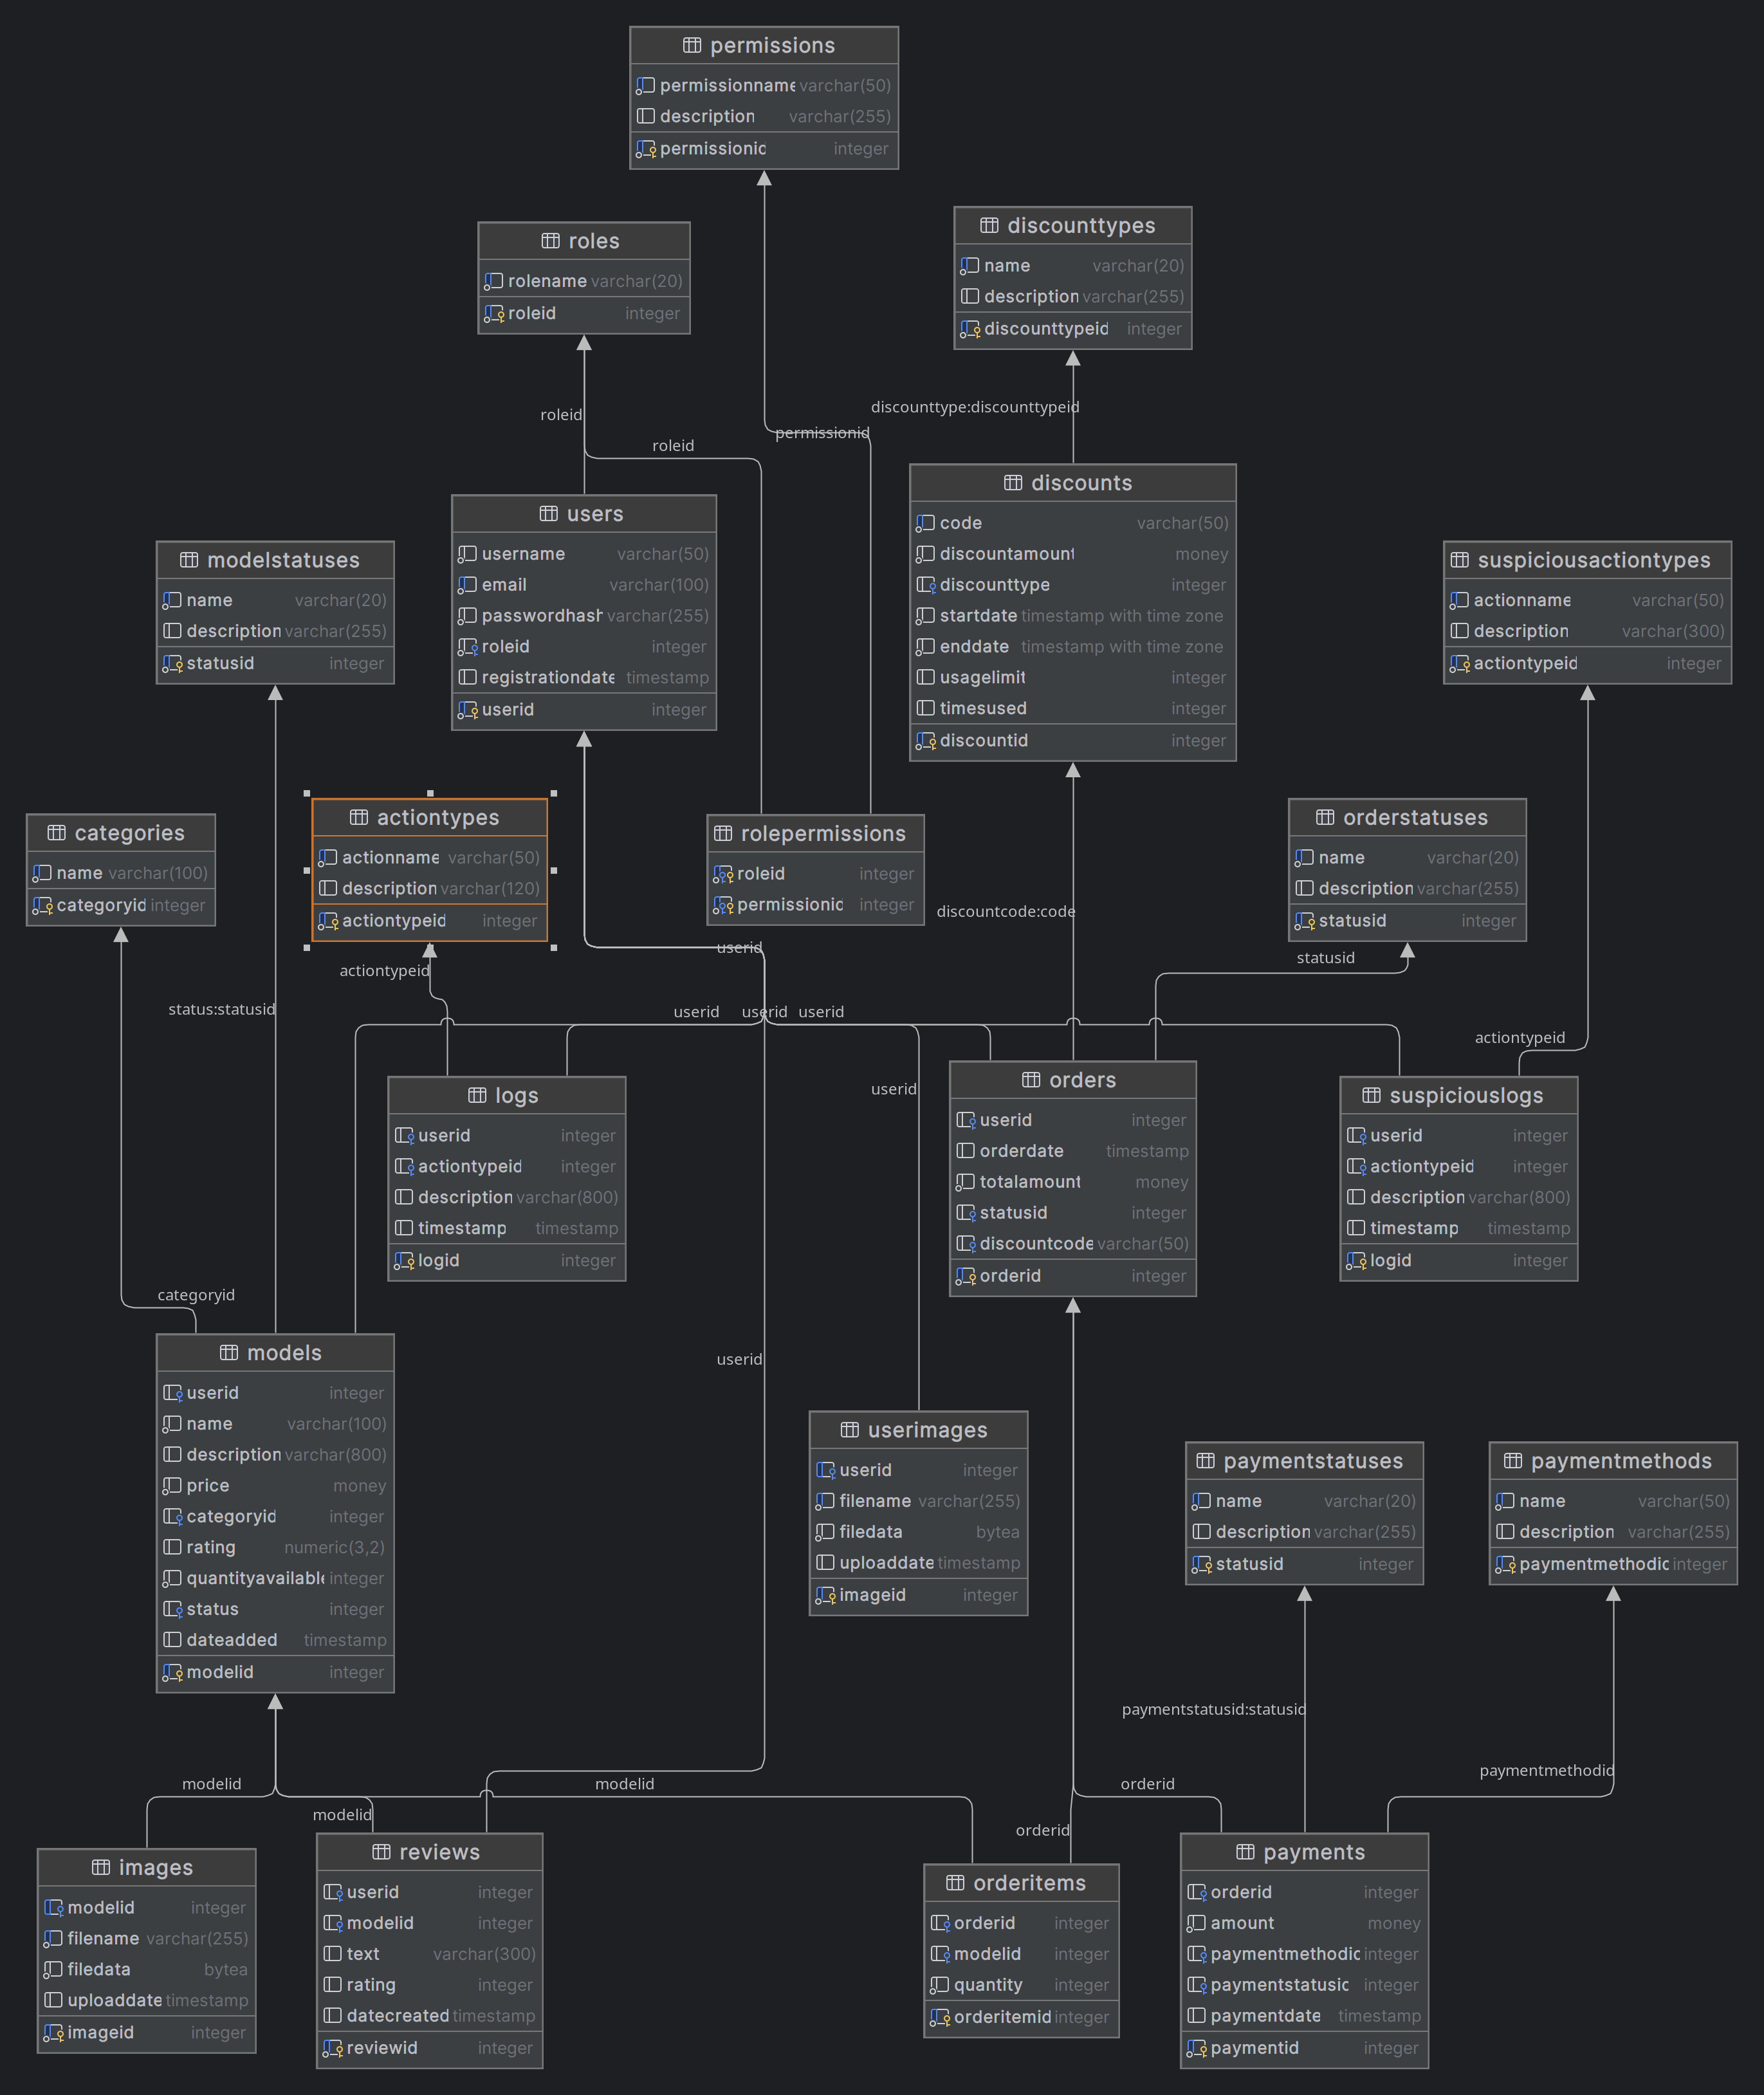 permissions
permissionname varchar(50)
description varchar(255)
permissionid integer
roles
rolename varchar(20)
roleid integer
discounttypes
name varchar(20)
description varchar(255)
discounttypeid integer
roleid
discounttype:discounttypeid
permissionid
roleid
users
username varchar(50)
email varchar(100)
passwordhash varchar(255)
roleid integer
registrationdate timestamp
userid integer
discounts
code varchar(50)
discountamount money
discounttype integer
startdate timestamp with time zone
enddate timestamp with time zone
usagelimit integer
timesused integer
discountid integer
modelstatuses
name varchar(20)
description varchar(255)
statusid integer
suspiciousactiontypes
actionname varchar(50)
description varchar(300)
actiontypeid integer
categories
name varchar(100)
categoryid integer
actiontypes
actionname varchar(50)
description varchar(120)
actiontypeid integer
rolepermissions
roleid integer
permissionid integer
orderstatuses
name varchar(20)
description varchar(255)
statusid integer
discountcode:code
userid
statusid
actiontypeid
status:statusid
userid userid userid
actiontypeid
userid
logs
userid integer
actiontypeid integer
description varchar(800)
timestamp timestamp
logid integer
orders
userid integer
orderdate timestamp
totalamount money
statusid integer
discountcode varchar(50)
orderid integer
suspiciouslogs
userid integer
actiontypeid integer
description varchar(800)
timestamp timestamp
logid integer
categoryid
userid
models
userid integer
name varchar(100)
description varchar(800)
price money
categoryid integer
rating numeric(3,2)
quantityavailable integer
status integer
dateadded timestamp
modelid integer
userimages
userid integer
filename varchar(255)
filedata bytea
uploaddate timestamp
imageid integer
paymentstatuses
name varchar(20)
description varchar(255)
statusid integer
paymentmethods
name varchar(50)
description varchar(255)
paymentmethodid integer
paymentstatusid:statusid
paymentmethodid
modelid
modelid
orderid
modelid
orderid
images
modelid integer
filename varchar(255)
filedata bytea
uploaddate timestamp
imageid integer
reviews
userid integer
modelid integer
text varchar(300)
rating integer
datecreated timestamp
reviewid integer
orderitems
orderid integer
modelid integer
quantity integer
orderitemid integer
payments
orderid integer
amount money
paymentmethodid integer
paymentstatusid integer
paymentdate timestamp
paymentid integer